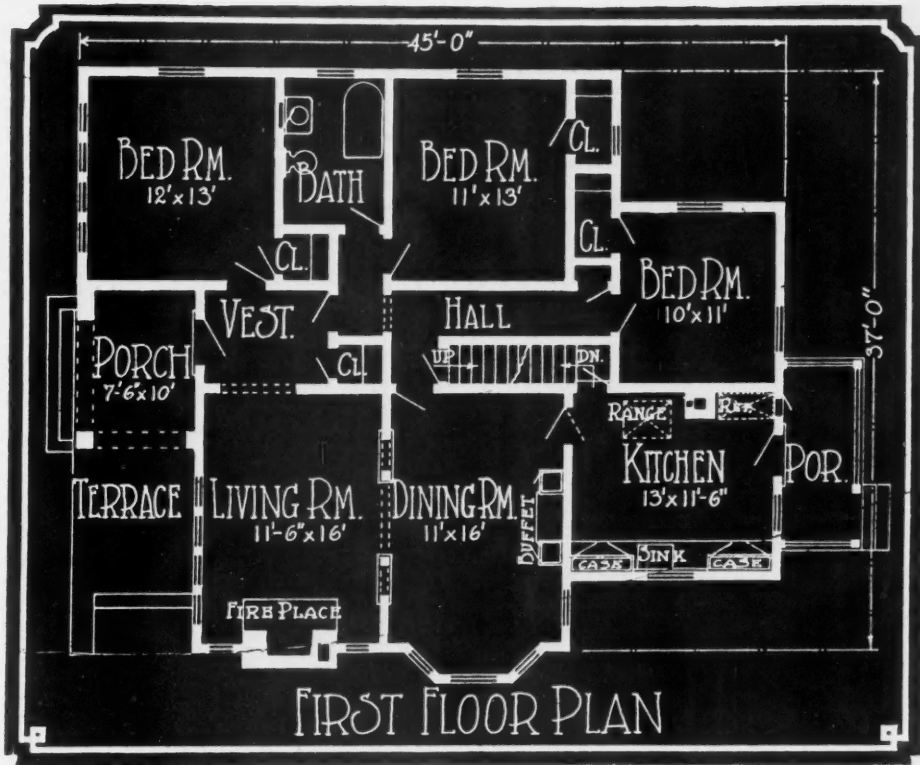 45'-0"
BED RM.
12'x13'
BATH
BED RM.
11'x13'
CL.
CL.
CL.
BED RM.
10'x11'
VEST.
HALL
37'-0"
PORCH
7'-6"x10'
CL.
UP
DN.
RANGE
REF
KITCHEN
13'x11'-6"
POR.
TERRACE
LIVING RM.
11'-6"x16'
DINING RM.
11'x16'
BUFFET
CASE
SINK
CASE
FIRE PLACE
FIRST FLOOR PLAN